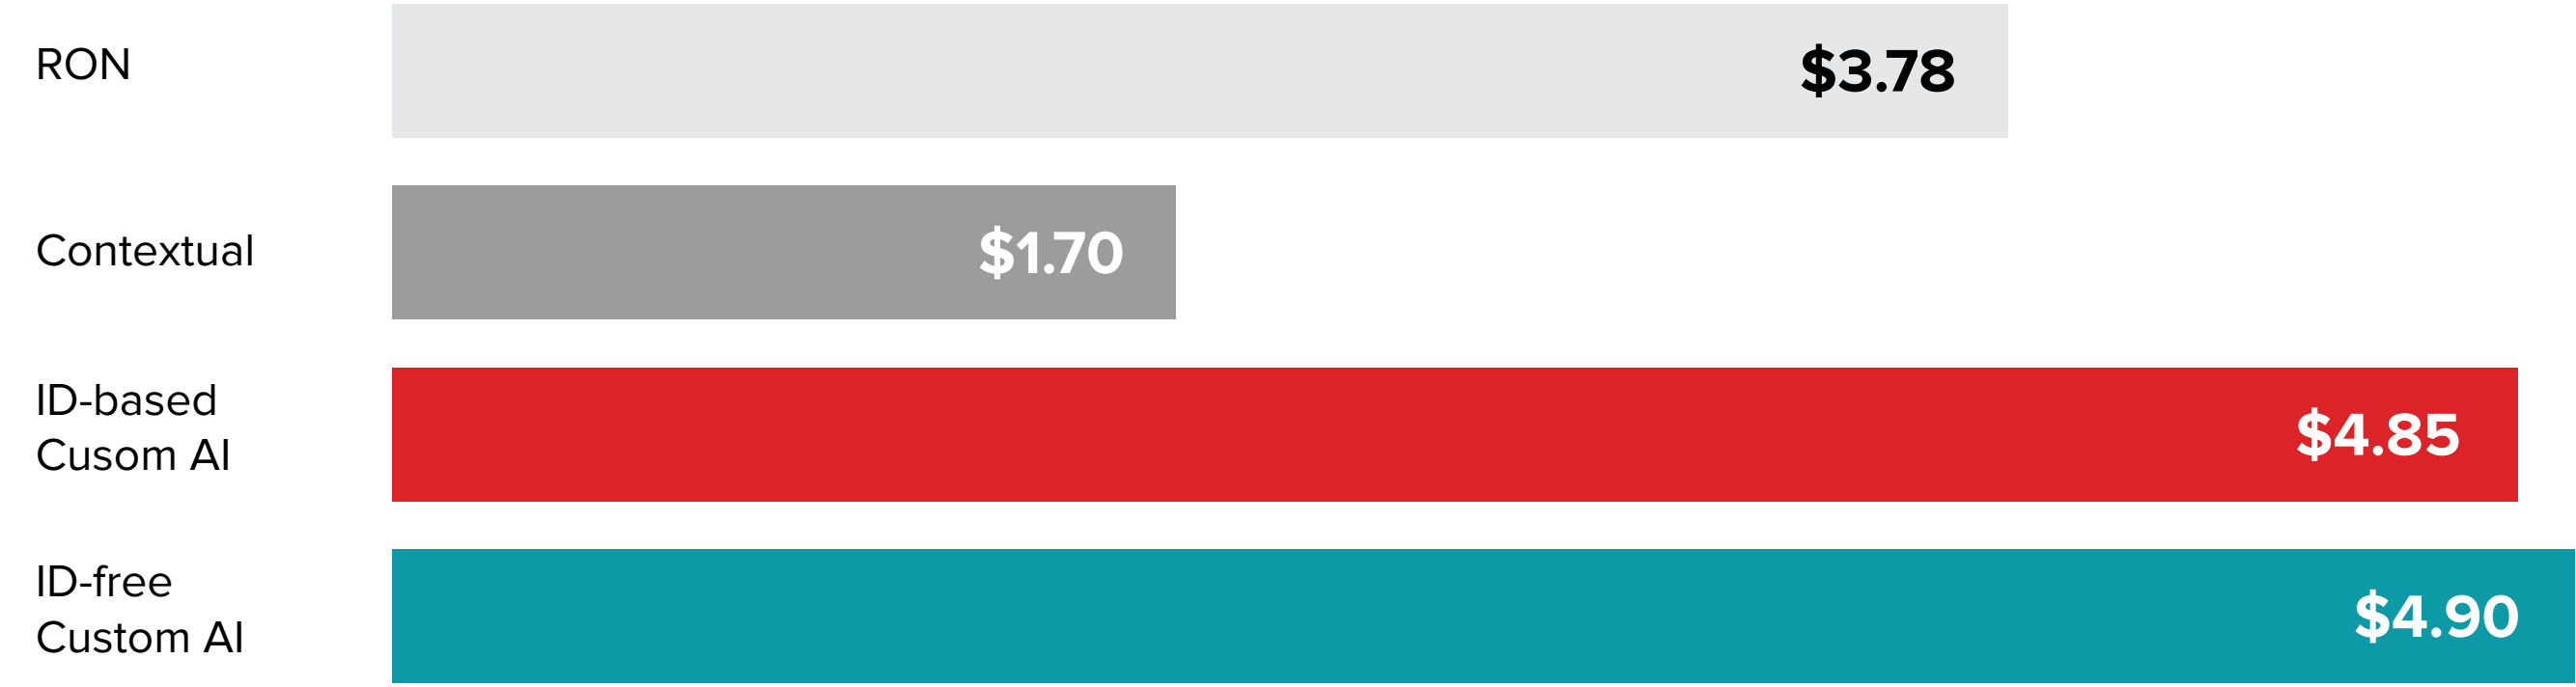 RON
$3.78
Contextual
$1.70
ID-based
Cusom AI
$4.85
ID-free
Custom AI
$4.90